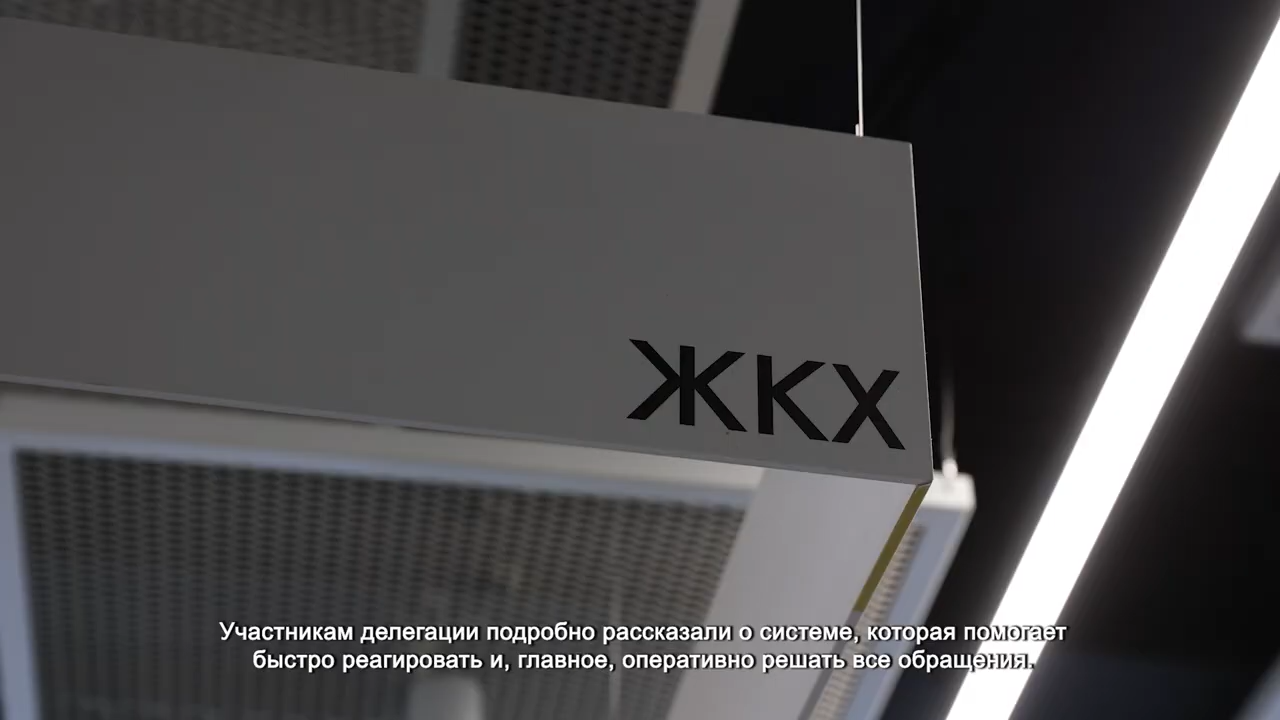 ЖКХ
Участникам делегации подробно рассказали о системе, которая помогает
быстро реагировать и, главное, оперативно решать все обращения.